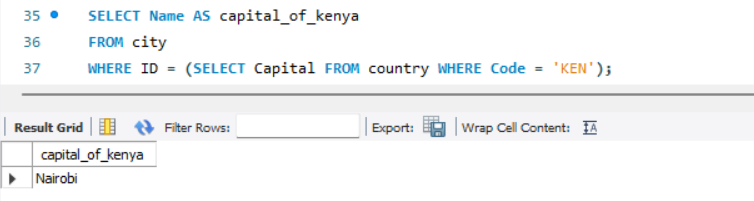 35 SELECT Name AS capital_of_kenya
36 FROM city
37 WHERE ID = (SELECT Capital FROM country WHERE Code = 'KEN');
Result Grid Filter Rows: Export: Wrap Cell Content: IA
capital_of_kenya
Nairobi